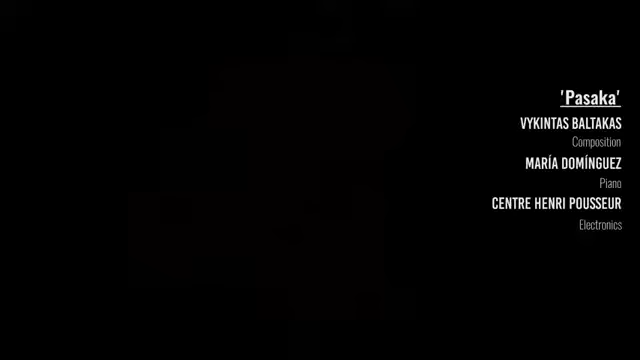 'Pasaka'
VYKINTAS BALTAKAS
Composition
MARÍA DOMÍNGUEZ
Piano
CENTRE HENRI POUSSEUR
Electronics